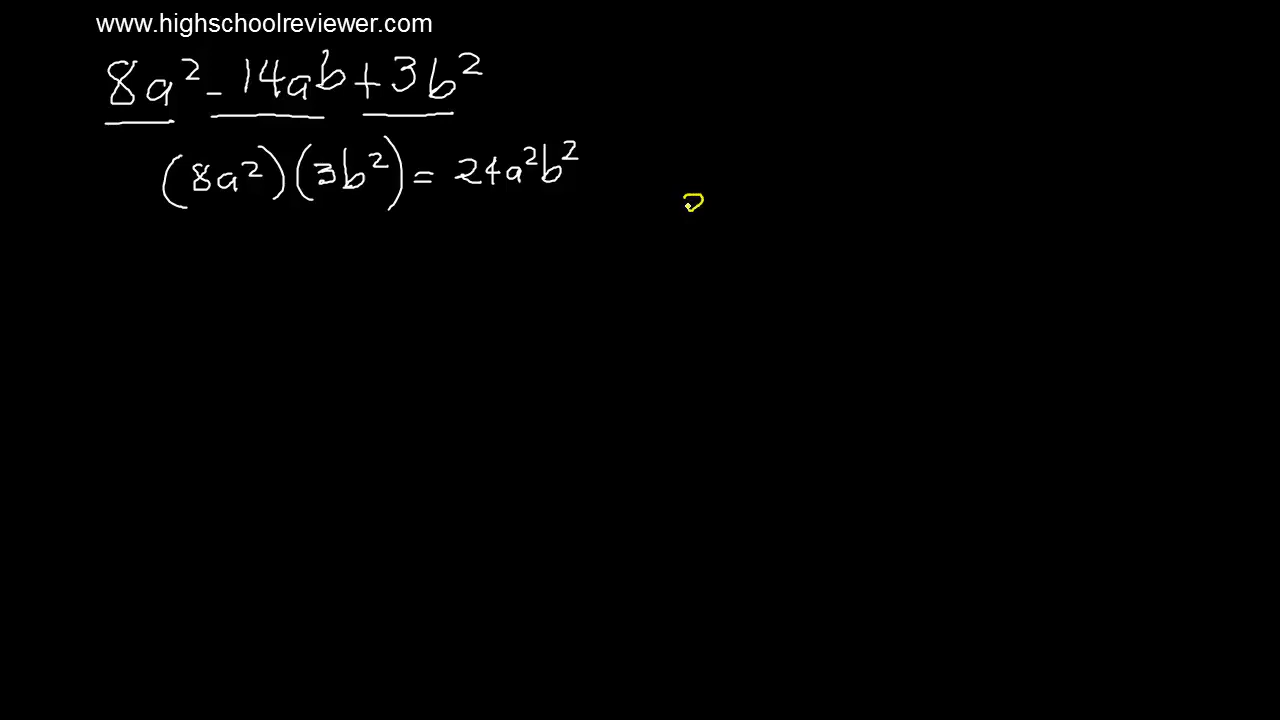 www.highschoolreviewer.com
8a² - 14ab + 3b²
(8a²)(3b²) = 24a²b²